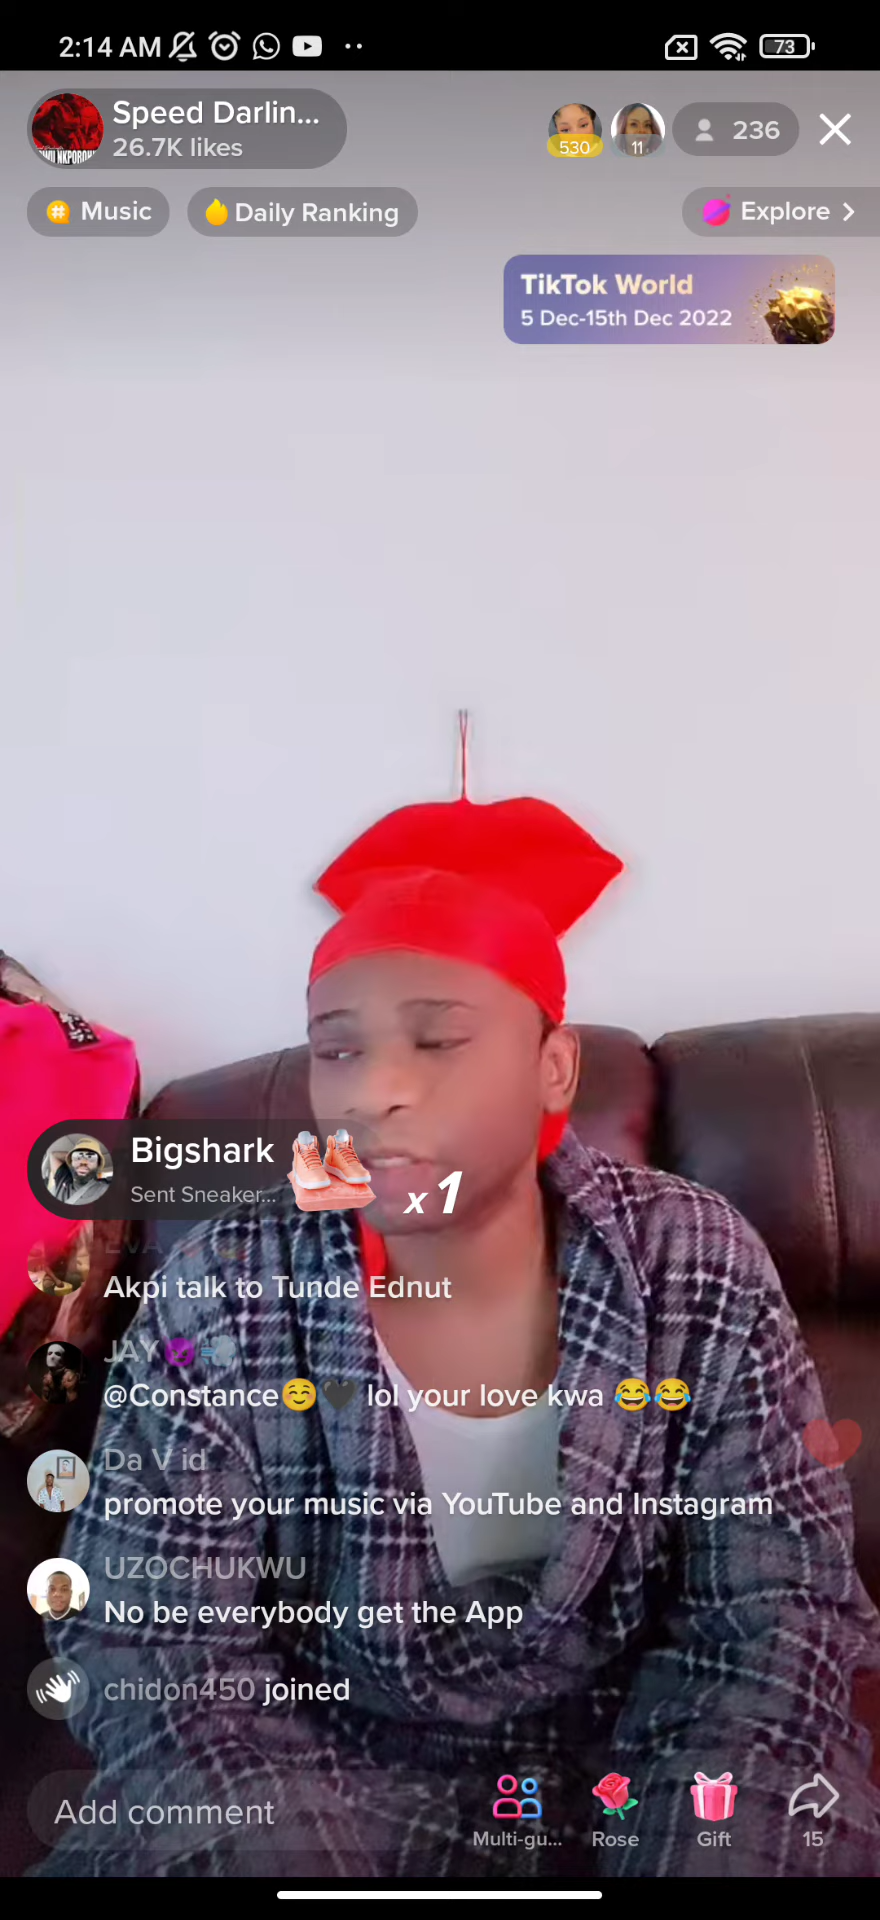 2:14 AM
73
Speed Darlin...
26.7K likes
530
11
236
Music
Daily Ranking
Explore
TikTok World
5 Dec-15th Dec 2022
Bigshark
Sent Sneaker...
x1
Akpi talk to Tunde Ednut
JAY😈💨
@Constance☺️🖤 lol your love kwa 😂😂
Da V id
promote your music via YouTube and Instagram
UZOCHUKWU
No be everybody get the App
chidon450 joined
Add comment
Multi-gu...
Rose
Gift
15